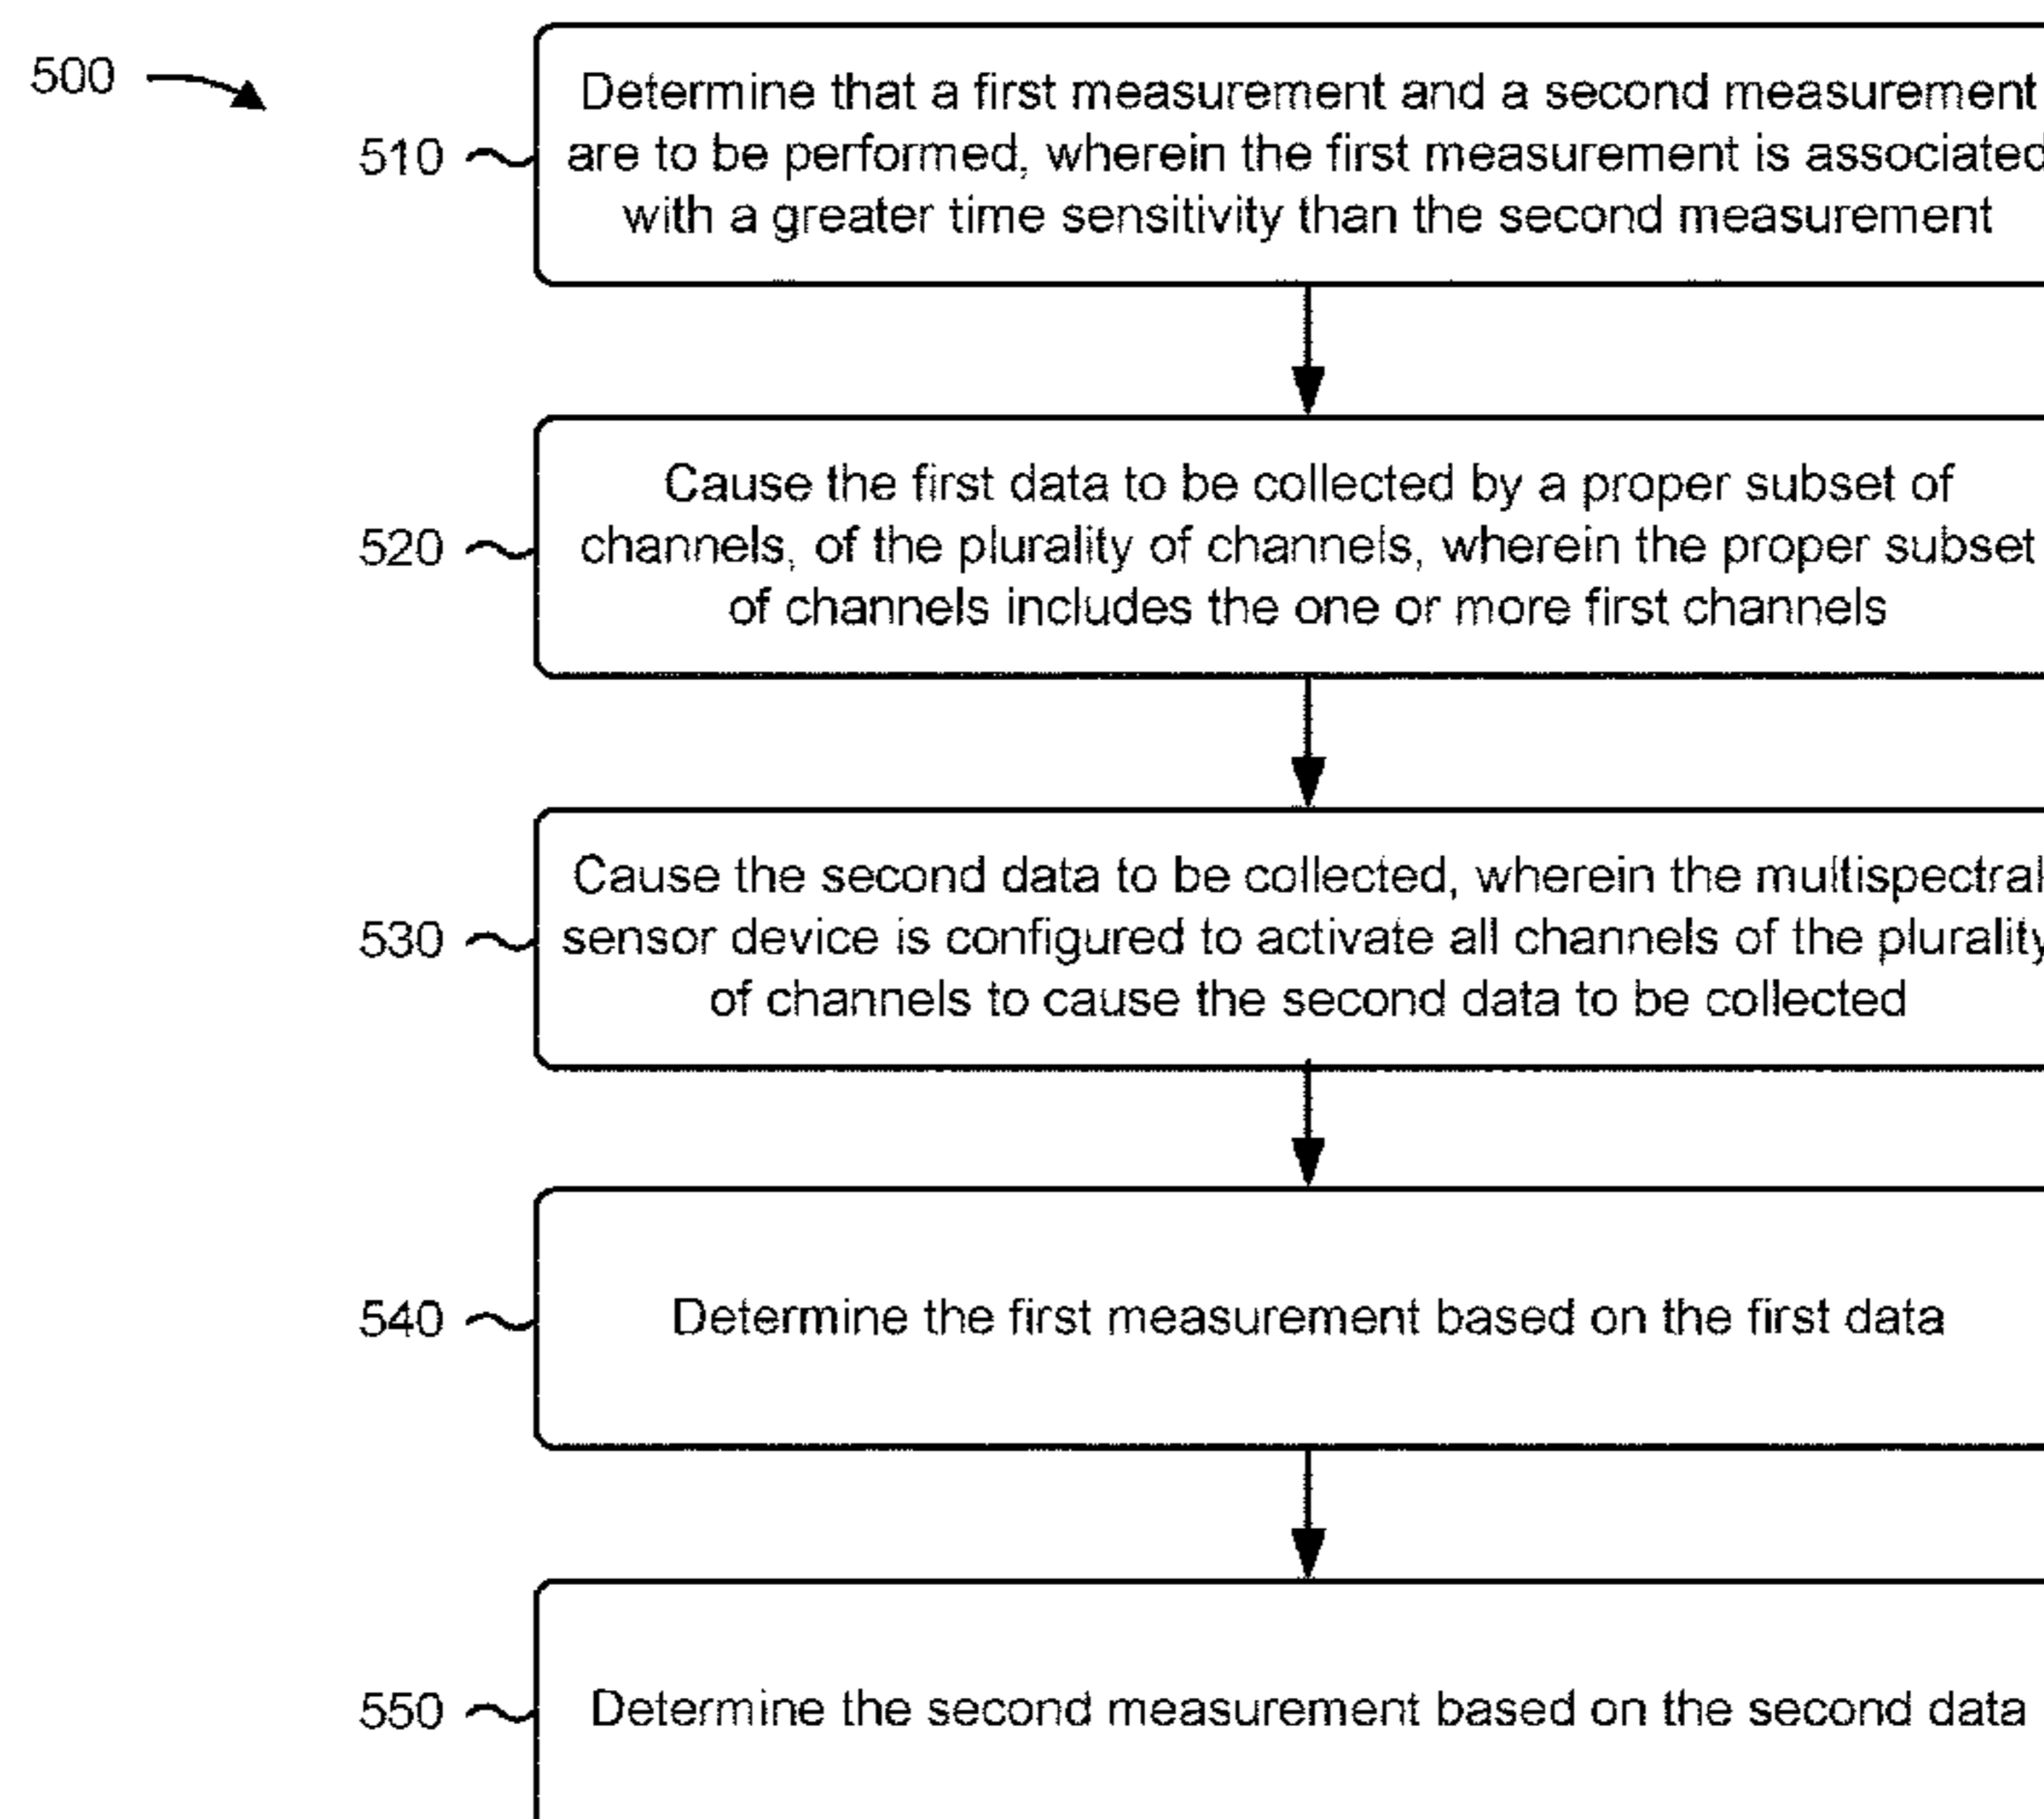 500
Determine that a first measurement and a second measurement
510
are to be performed, wherein the first measurement is associated
with a greater time sensitivity than the second measurement
Cause the first data to be collected by a proper subset of
520
channels, of the plurality of channels, wherein the proper subset
of channels includes the one or more first channels
Cause the second data to be collected, wherein the multispectral
530
sensor device is configured to activate all channels of the plurality
of channels to cause the second data to be collected
540
Determine the first measurement based on the first data
550
Determine the second measurement based on the second data